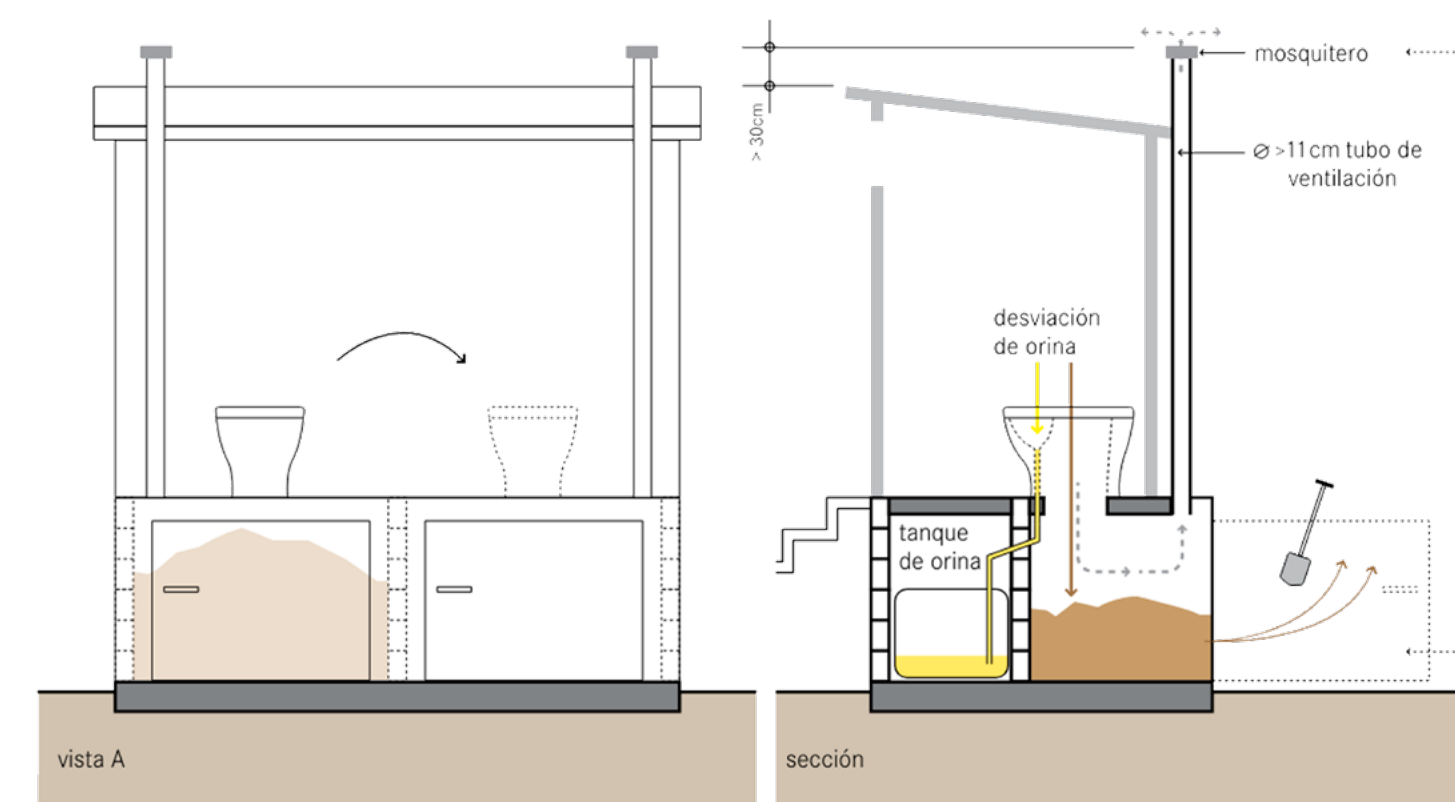 mosquitero
> 30cm
⌀ >11cm tubo de
ventilación
desviación
de orina
tanque
de orina
vista A
sección